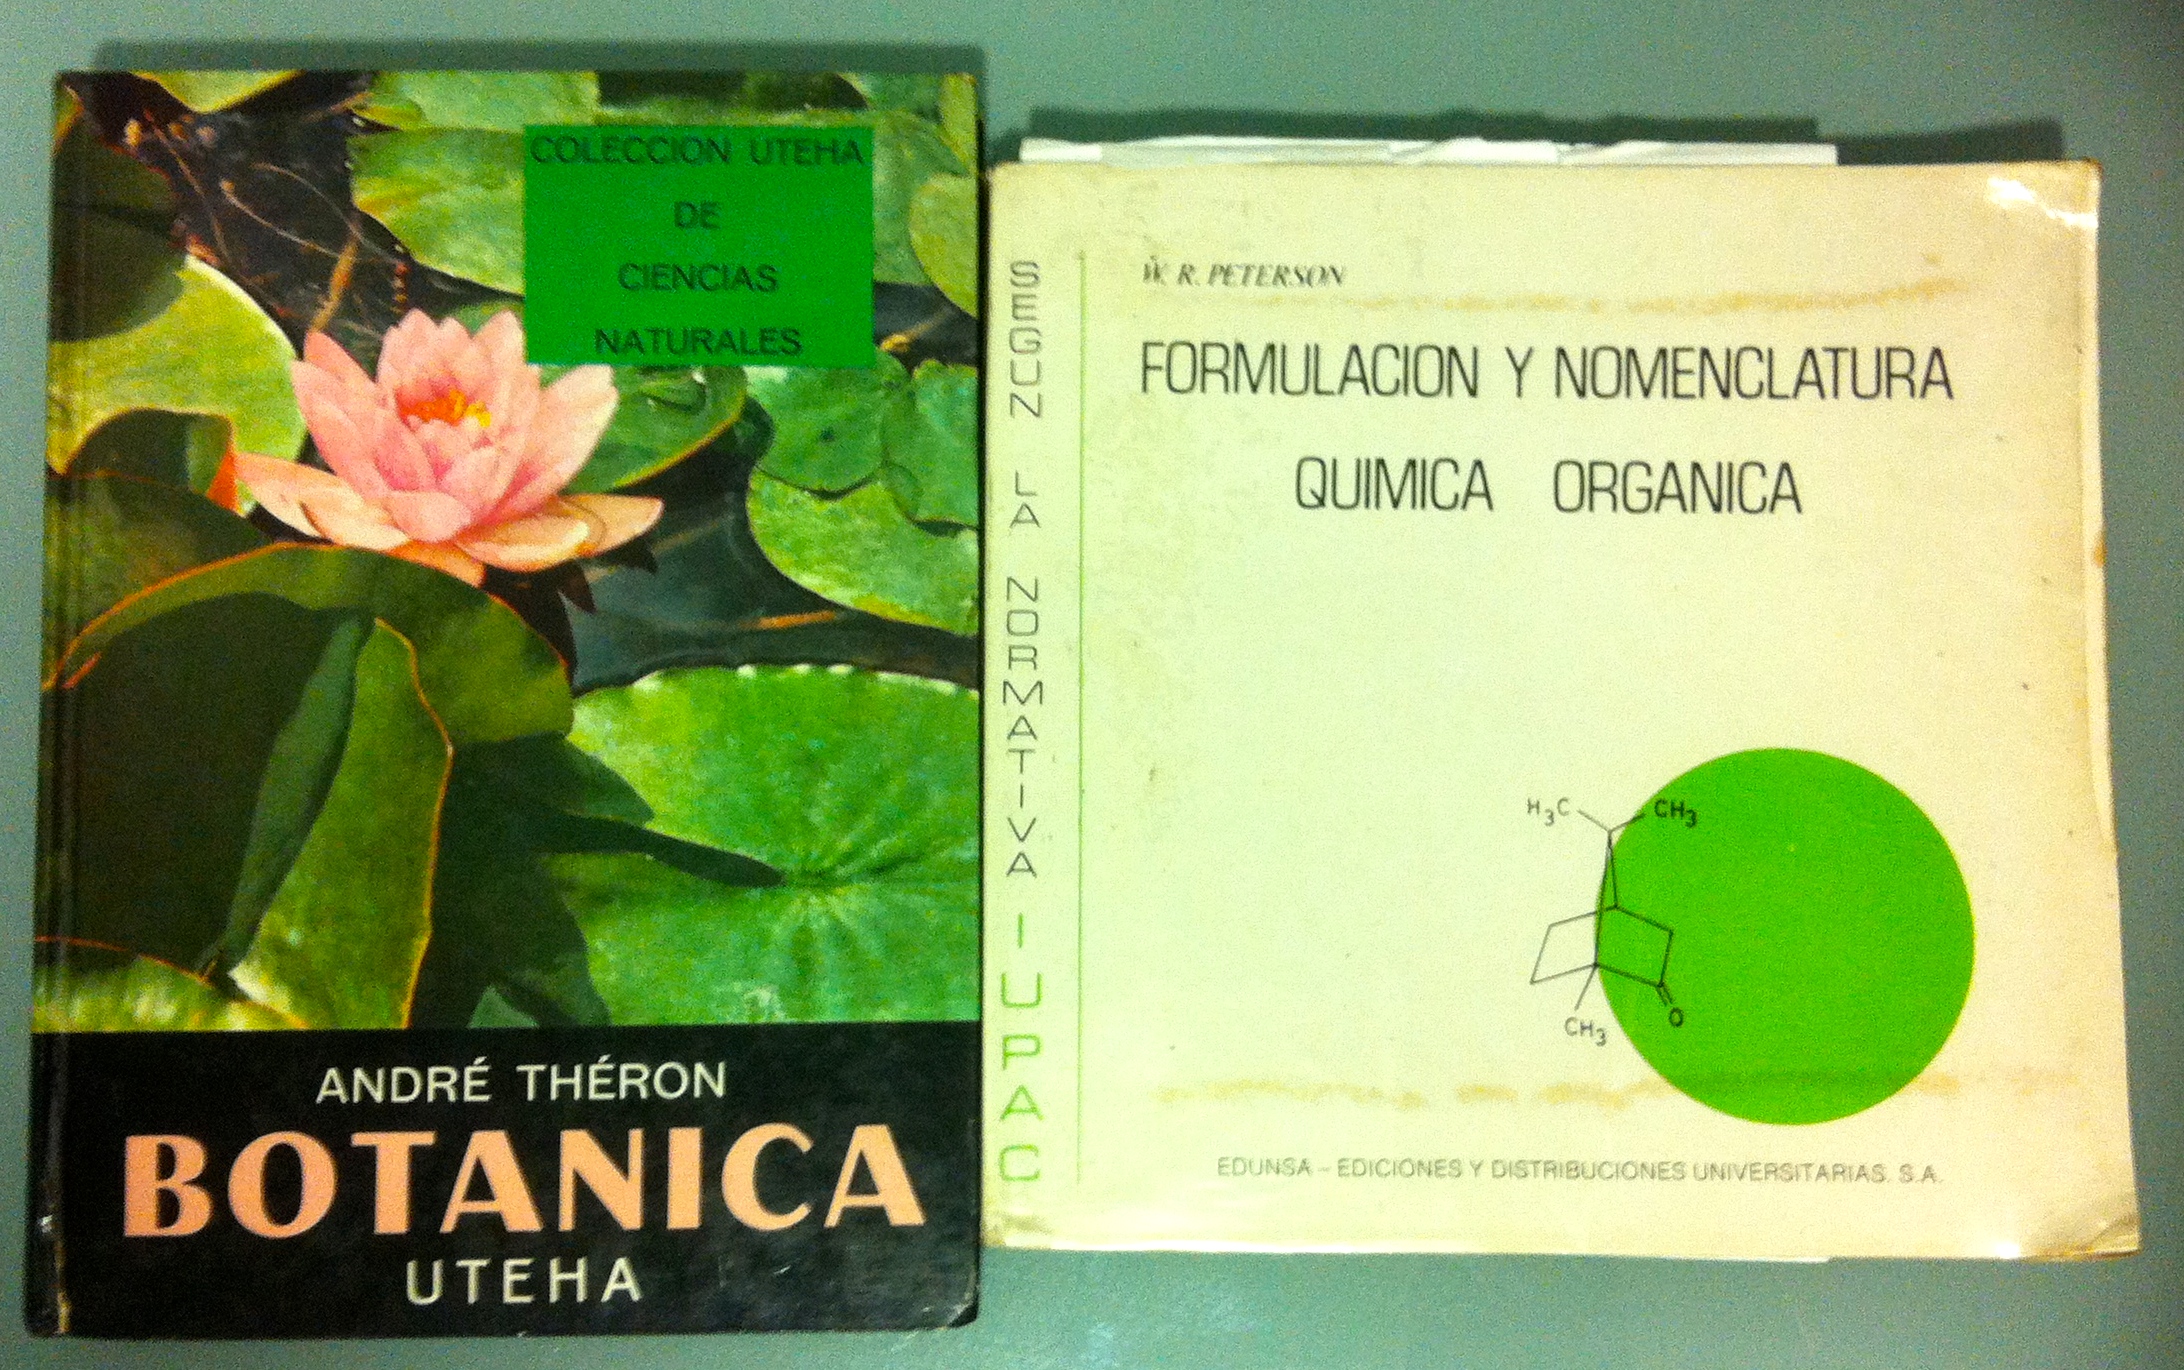 COLECCION UTEHA
DE
CIENCIAS
NATURALES
ANDRÉ THÉRON
BOTANICA
UTEHA
SEGUN LA NORMATIVA IUPAC
W. R. PETERSON
FORMULACION Y NOMENCLATURA
QUIMICA ORGANICA
H3C CH3
O
CH3
EDUNSA - EDICIONES Y DISTRIBUCIONES UNIVERSITARIAS, S.A.